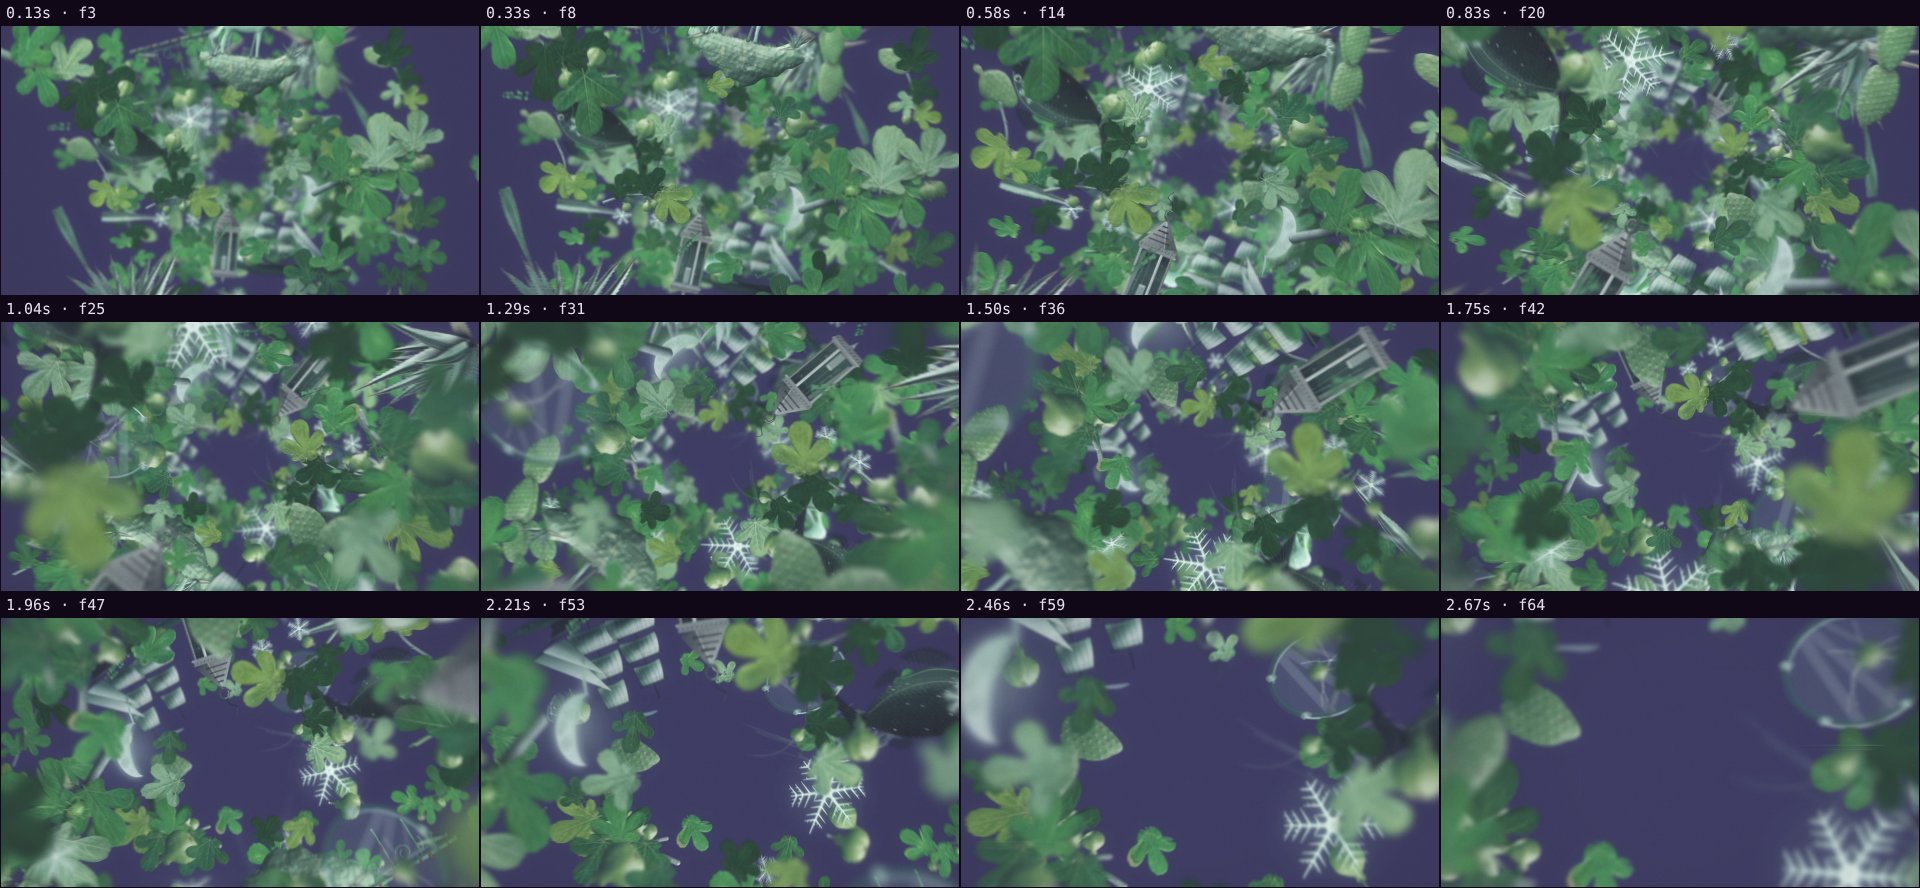 0.13s · f3
0.33s · f8
0.58s · f14
0.83s · f20
1.04s · f25
1.29s · f31
1.50s · f36
1.75s · f42
1.96s · f47
2.21s · f53
2.46s · f59
2.67s · f64